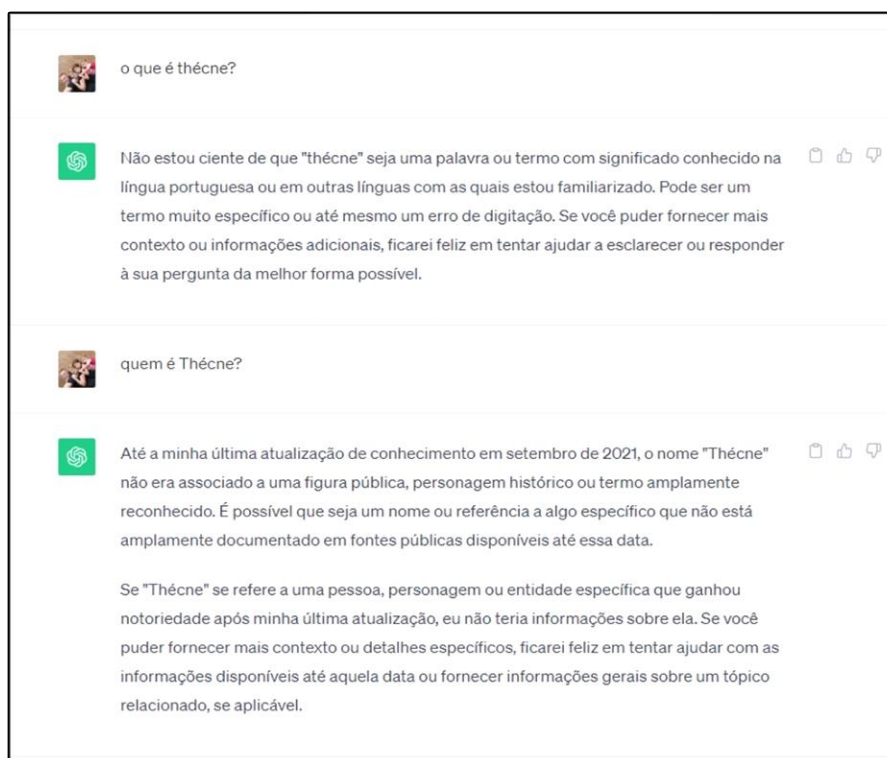 o que é thécne?
Não estou ciente de que "thécne" seja uma palavra ou termo com significado conhecido na
língua portuguesa ou em outras línguas com as quais estou familiarizado. Pode ser um
termo muito específico ou até mesmo um erro de digitação. Se você puder fornecer mais
contexto ou informações adicionais, ficarei feliz em tentar ajudar a esclarecer ou responder
à sua pergunta da melhor forma possível.
quem é Thécne?
Até a minha última atualização de conhecimento em setembro de 2021, o nome "Thécne"
não era associado a uma figura pública, personagem histórico ou termo amplamente
reconhecido. É possível que seja um nome ou referência a algo específico que não está
amplamente documentado em fontes públicas disponíveis até essa data.
Se "Thécne" se refere a uma pessoa, personagem ou entidade específica que ganhou
notoriedade após minha última atualização, eu não teria informações sobre ela. Se você
puder fornecer mais contexto ou detalhes específicos, ficarei feliz em tentar ajudar com as
informações disponíveis até aquela data ou fornecer informações gerais sobre um tópico
relacionado, se aplicável.